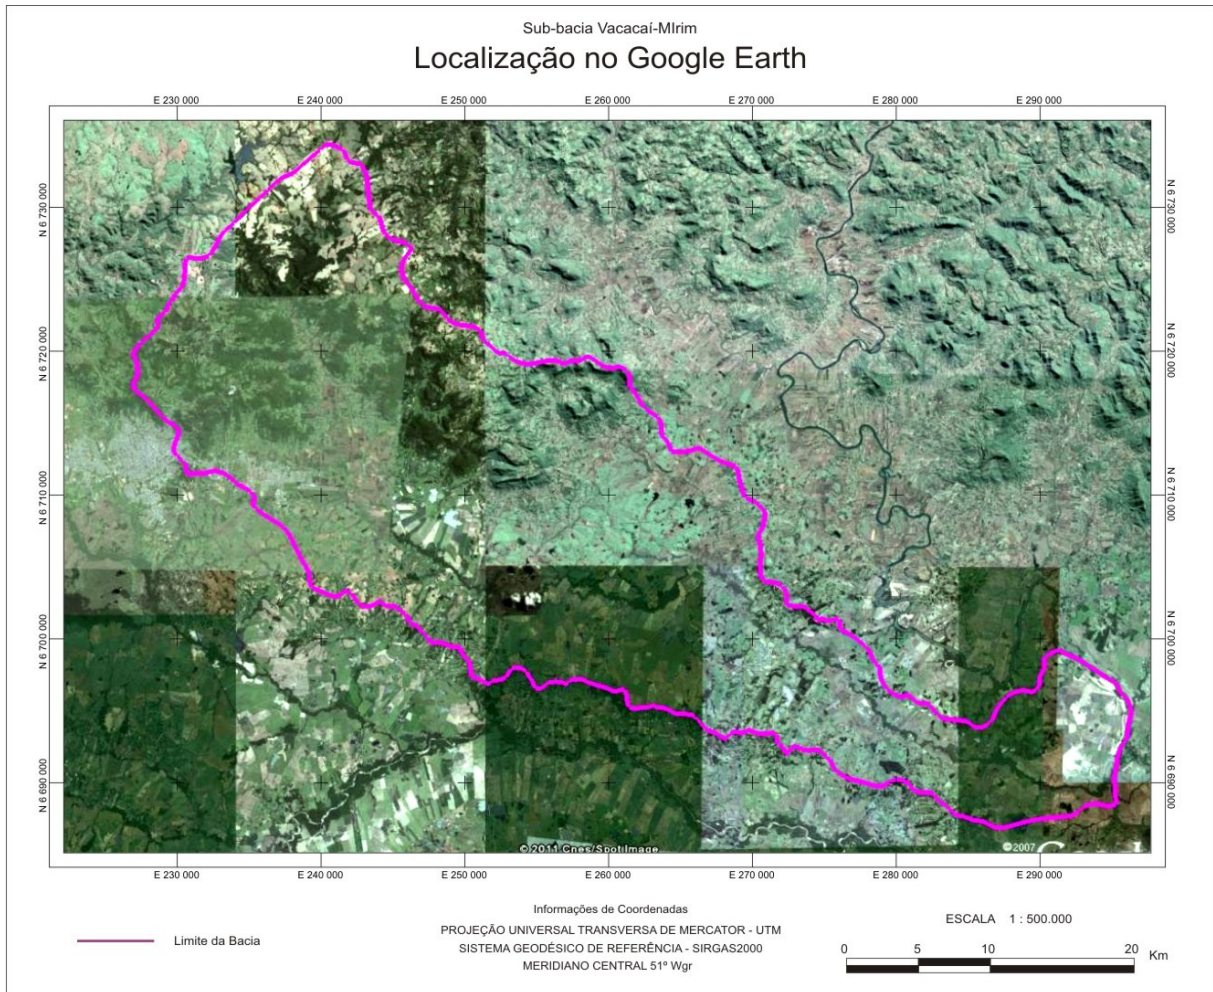 Sub-bacia Vacacaí-MIrim
Localização no Google Earth
E 230 000 E 240 000 E 250 000 E 260 000 E 270 000 E 280 000 E 290 000
N 6 730 000 N 6 730 000
N 6 720 000 N 6 720 000
N 6 710 000 N 6 710 000
N 6 700 000 N 6 700 000
N 6 690 000 N 6 690 000
©2011 Cnes/SpotImage ©2007
E 230 000 E 240 000 E 250 000 E 260 000 E 270 000 E 280 000 E 290 000
Limite da Bacia
Informações de Coordenadas
PROJEÇÃO UNIVERSAL TRANSVERSA DE MERCATOR - UTM
SISTEMA GEODÉSICO DE REFERÊNCIA - SIRGAS2000
MERIDIANO CENTRAL 51º Wgr
ESCALA 1 : 500.000
0 5 10 20 Km